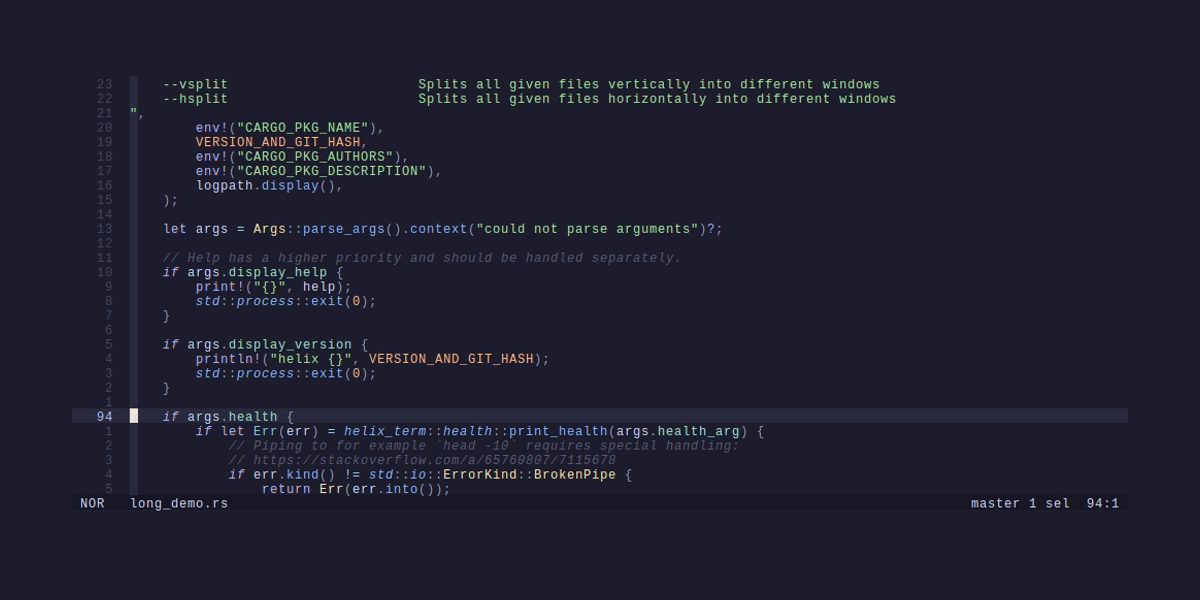 23      --vsplit                       Splits all given files vertically into different windows
22      --hsplit                       Splits all given files horizontally into different windows
21  ",
20          env!("CARGO_PKG_NAME"),
19          VERSION_AND_GIT_HASH,
18          env!("CARGO_PKG_AUTHORS"),
17          env!("CARGO_PKG_DESCRIPTION"),
16          logpath.display(),
15      );
14
13      let args = Args::parse_args().context("could not parse arguments")?;
12
11      // Help has a higher priority and should be handled separately.
10      if args.display_help {
9          print!("{}", help);
8          std::process::exit(0);
7      }
6
5      if args.display_version {
4          println!("helix {}", VERSION_AND_GIT_HASH);
3          std::process::exit(0);
2      }
1
94      if args.health {
1          if let Err(err) = helix_term::health::print_health(args.health_arg) {
2              // Piping to for example `head -10` requires special handling:
3              // https://stackoverflow.com/a/65760807/7115678
4              if err.kind() != std::io::ErrorKind::BrokenPipe {
5                  return Err(err.into());
NOR   long_demo.rs                       master 1 sel  94:1